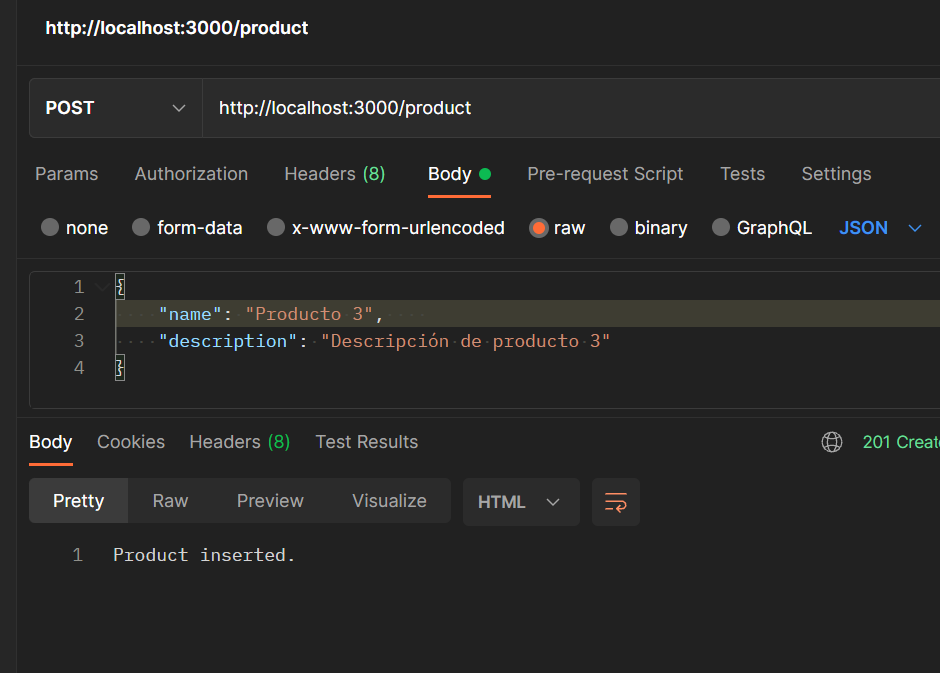 http://localhost:3000/product
POST http://localhost:3000/product
Params Authorization Headers (8) Body Pre-request Script Tests Settings
none form-data x-www-form-urlencoded raw binary GraphQL JSON
1 {
2 "name": "Producto 3",
3 "description": "Descripción de producto 3"
4 }
Body Cookies Headers (8) Test Results 201 Creat
Pretty Raw Preview Visualize HTML
1 Product inserted.